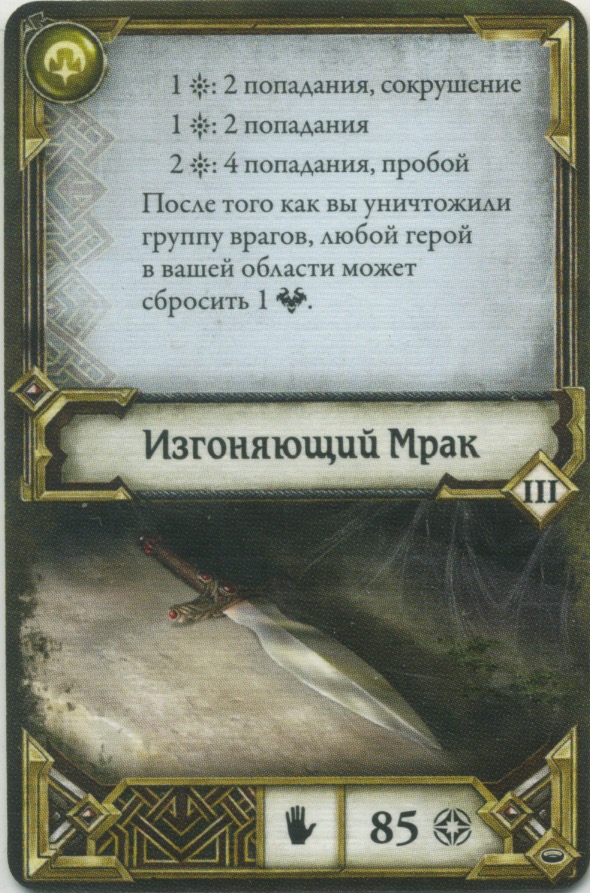 1 : 2 попадания, сокрушение
1 : 2 попадания
2 : 4 попадания, пробой
После того как вы уничтожили
группу врагов, любой герой
в вашей области может
сбросить 1 .
Изгоняющий Мрак
III
85